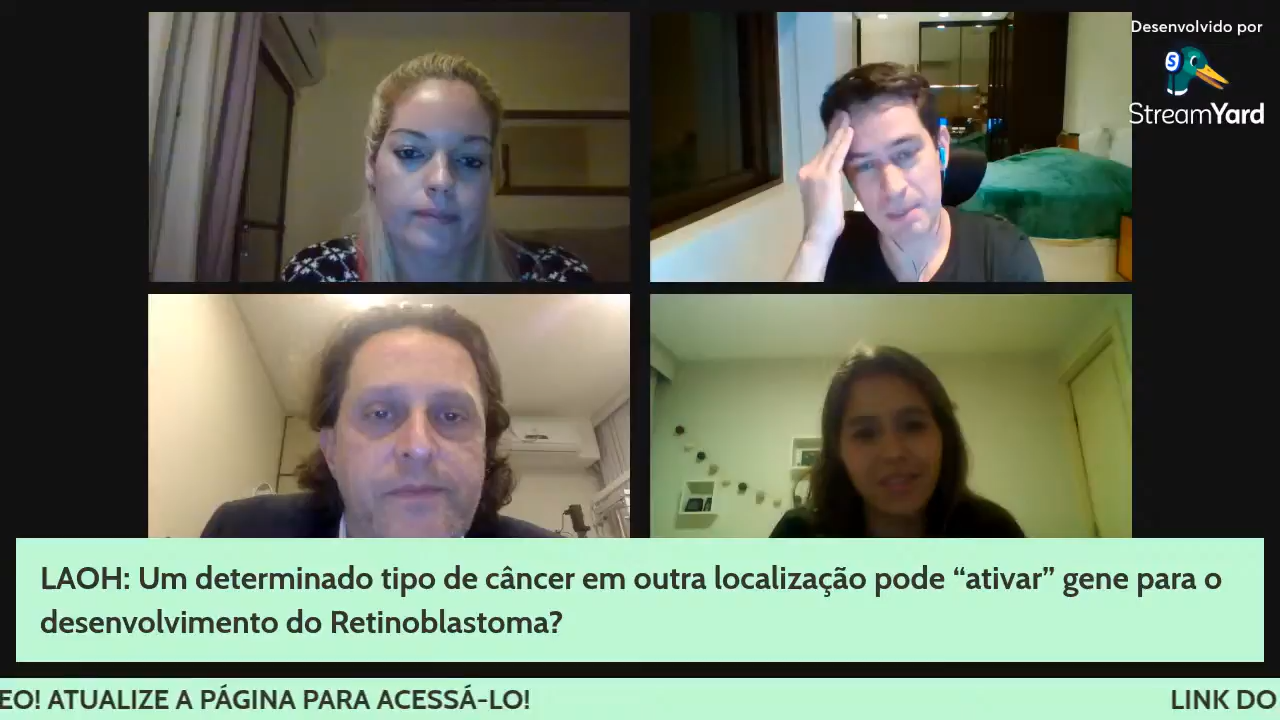 Desenvolvido por
StreamYard
LAOH: Um determinado tipo de câncer em outra localização pode “ativar” gene para o
desenvolvimento do Retinoblastoma?
EO! ATUALIZE A PÁGINA PARA ACESSÁ-LO! LINK DO